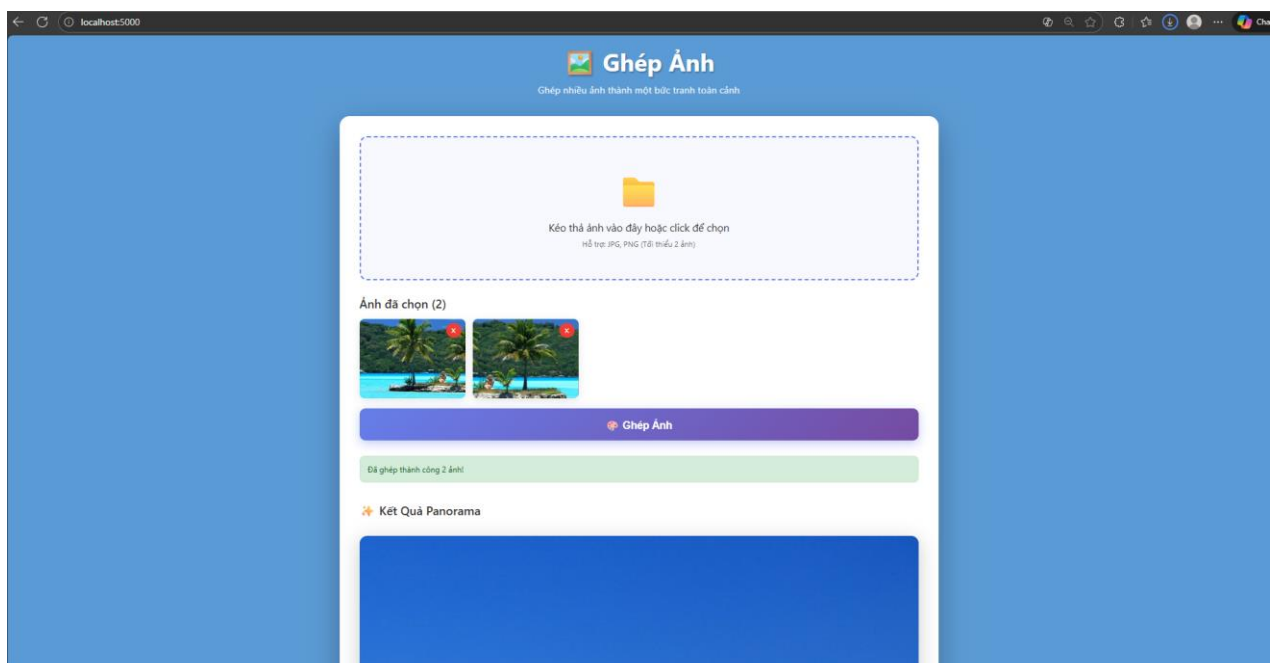 localhost:5000
Ghép Ảnh
Ghép nhiều ảnh thành một bức tranh toàn cảnh
Kéo thả ảnh vào đây hoặc click để chọn
Hỗ trợ: JPG, PNG (Tối thiểu 2 ảnh)
Ảnh đã chọn (2)
Ghép Ảnh
Đã ghép thành công 2 ảnh!
Kết Quả Panorama